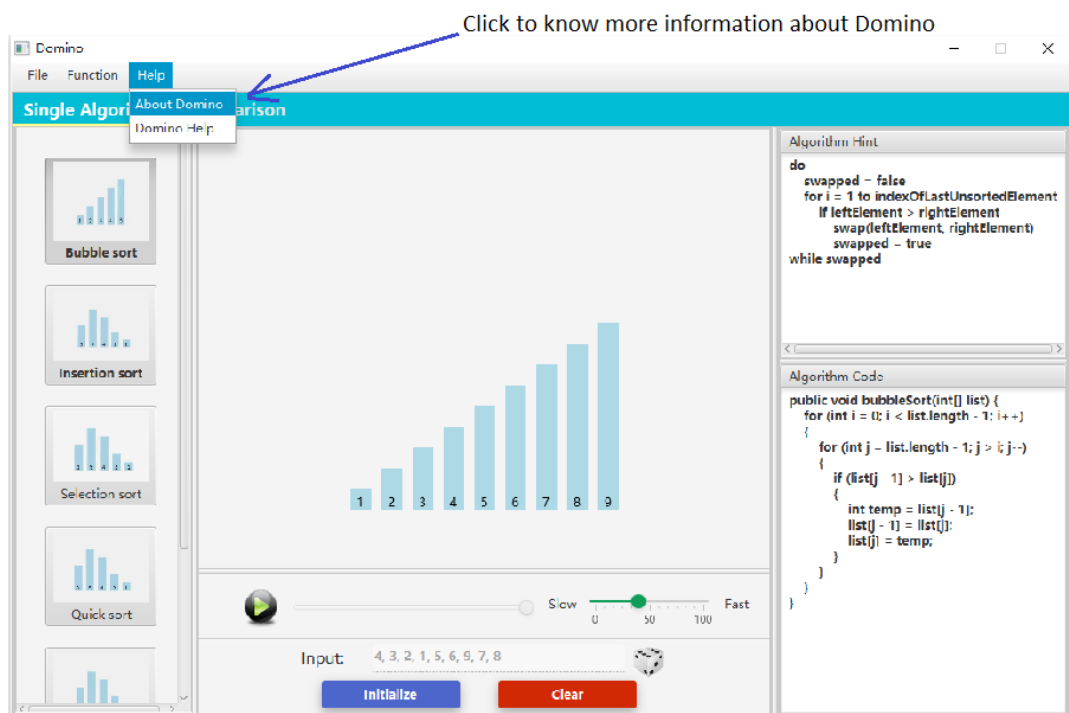 Click to know more information about Domino
Domino
File Function Help
About Domino
Domino Help
Single Algori arison
1 2 3 4 5
Bubble sort
Insertion sort
Selection sort
Quick sort
1 2 3 4 5 6 7 8 9
Slow Fast
0 50 100
Input: 4, 3, 2, 1, 5, 6, 9, 7, 8
Initialize Clear
Algorithm Hint
do
swapped = false
for i = 1 to indexOfLastUnsortedElement
if leftElement > rightElement
swap(leftElement, rightElement)
swapped = true
while swapped
Algorithm Code
public void bubbleSort(int[] list) {
for (int i = 0; i < list.length - 1; i++)
{
for (int j = list.length - 1; j > i; j--)
{
if (list[j - 1] > list[j])
{
int temp = list[j - 1];
list[j - 1] = list[j];
list[j] = temp;
}
}
}
}